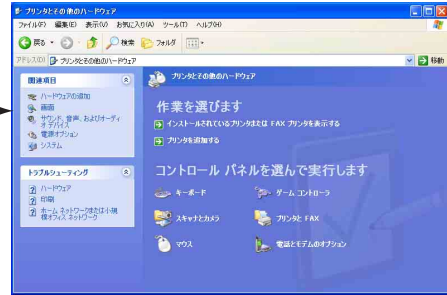 プリンタとその他のハードウェア
ファイル(F) 編集(E) 表示(V) お気に入り(A) ツール(T) ヘルプ(H)
戻る 検索 フォルダ
アドレス(D) プリンタとその他のハードウェア 移動
関連項目
ハードウェアの追加
画面
サウンド、音声、およびオーディオ デバイス
電源オプション
システム
トラブルシューティング
ハードウェア
印刷
ホーム ネットワークまたは小規模オフィス ネットワーク
プリンタとその他のハードウェア
作業を選びます
インストールされているプリンタまたは FAX プリンタを表示する
プリンタを追加する
コントロール パネルを選んで実行します
キーボード ゲーム コントローラ
スキャナとカメラ プリンタと FAX
マウス 電話とモデムのオプション